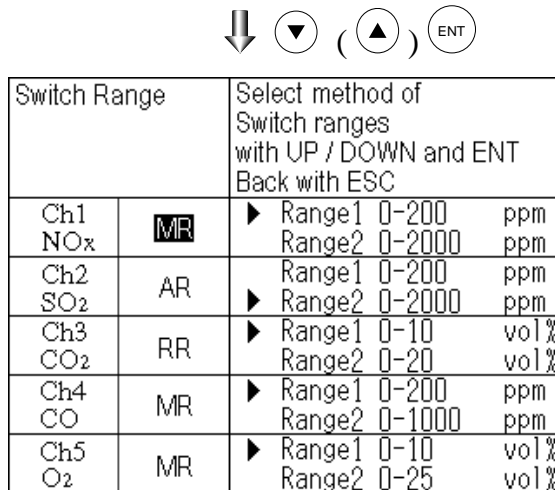 ( ) ENT
Switch Range
Select method of
Switch ranges
with UP / DOWN and ENT
Back with ESC
Ch1 NOx MR Range1 0-200 ppm
Range2 0-2000 ppm
Ch2 SO2 AR Range1 0-200 ppm
Range2 0-2000 ppm
Ch3 CO2 RR Range1 0-10 vol%
Range2 0-20 vol%
Ch4 CO MR Range1 0-200 ppm
Range2 0-1000 ppm
Ch5 O2 MR Range1 0-10 vol%
Range2 0-25 vol%